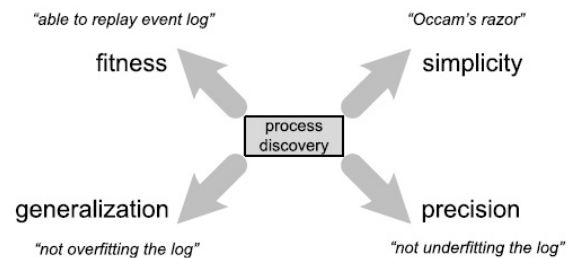 “able to replay event log”
“Occam’s razor”
fitness
simplicity
process
discovery
generalization
precision
“not overfitting the log”
“not underfitting the log”